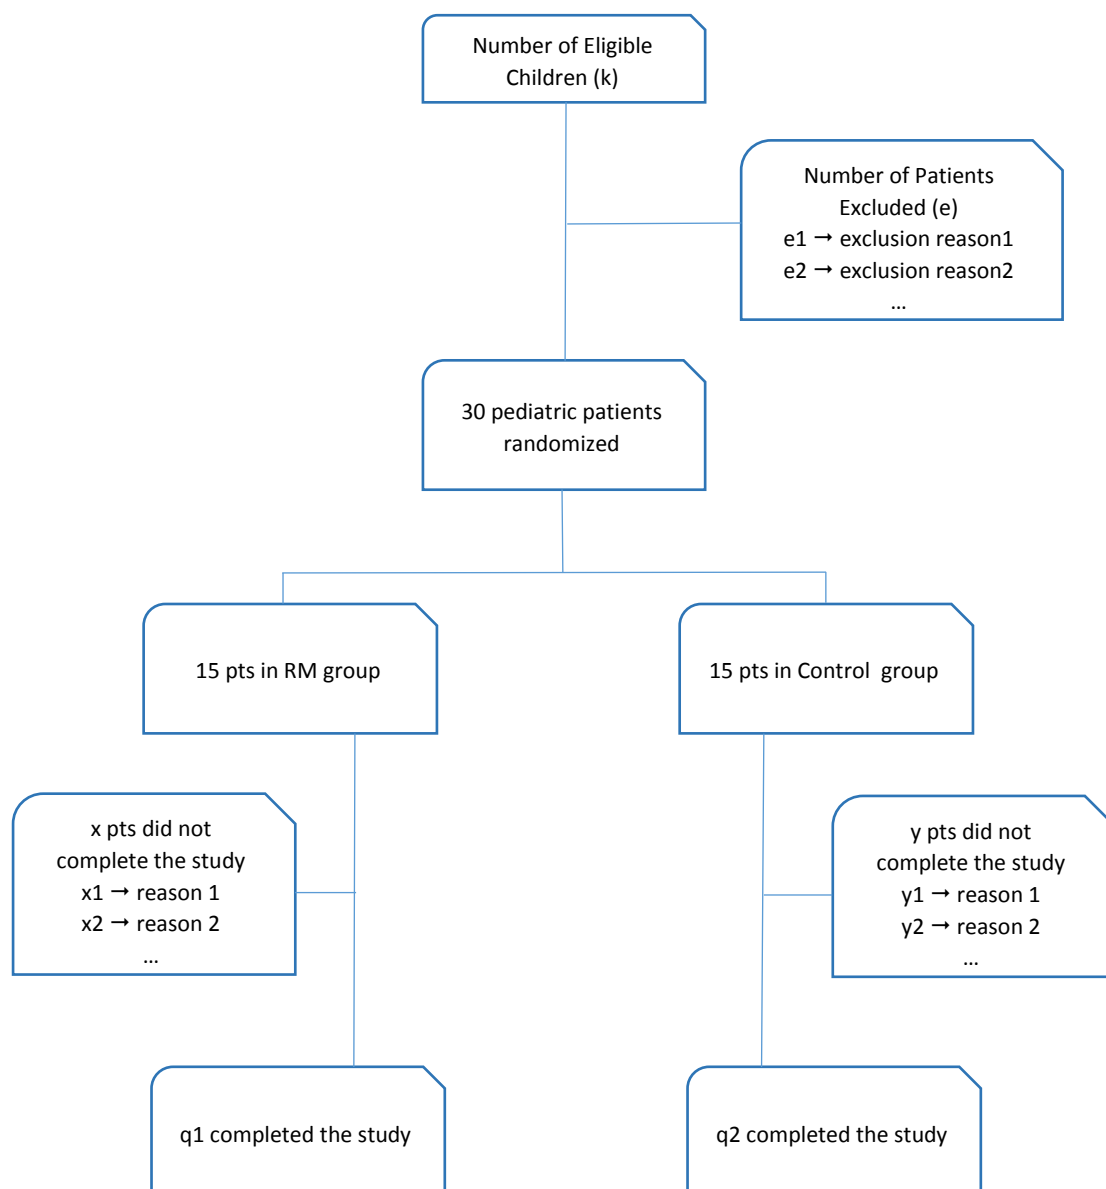 Number of Eligible
Children (k)
Number of Patients
Excluded (e)
e1 → exclusion reason1
e2 → exclusion reason2
...
30 pediatric patients
randomized
15 pts in RM group
15 pts in Control  group
x pts did not
complete the study
x1 → reason 1
x2 → reason 2
...
y pts did not
complete the study
y1 → reason 1
y2 → reason 2
...
q1 completed the study
q2 completed the study